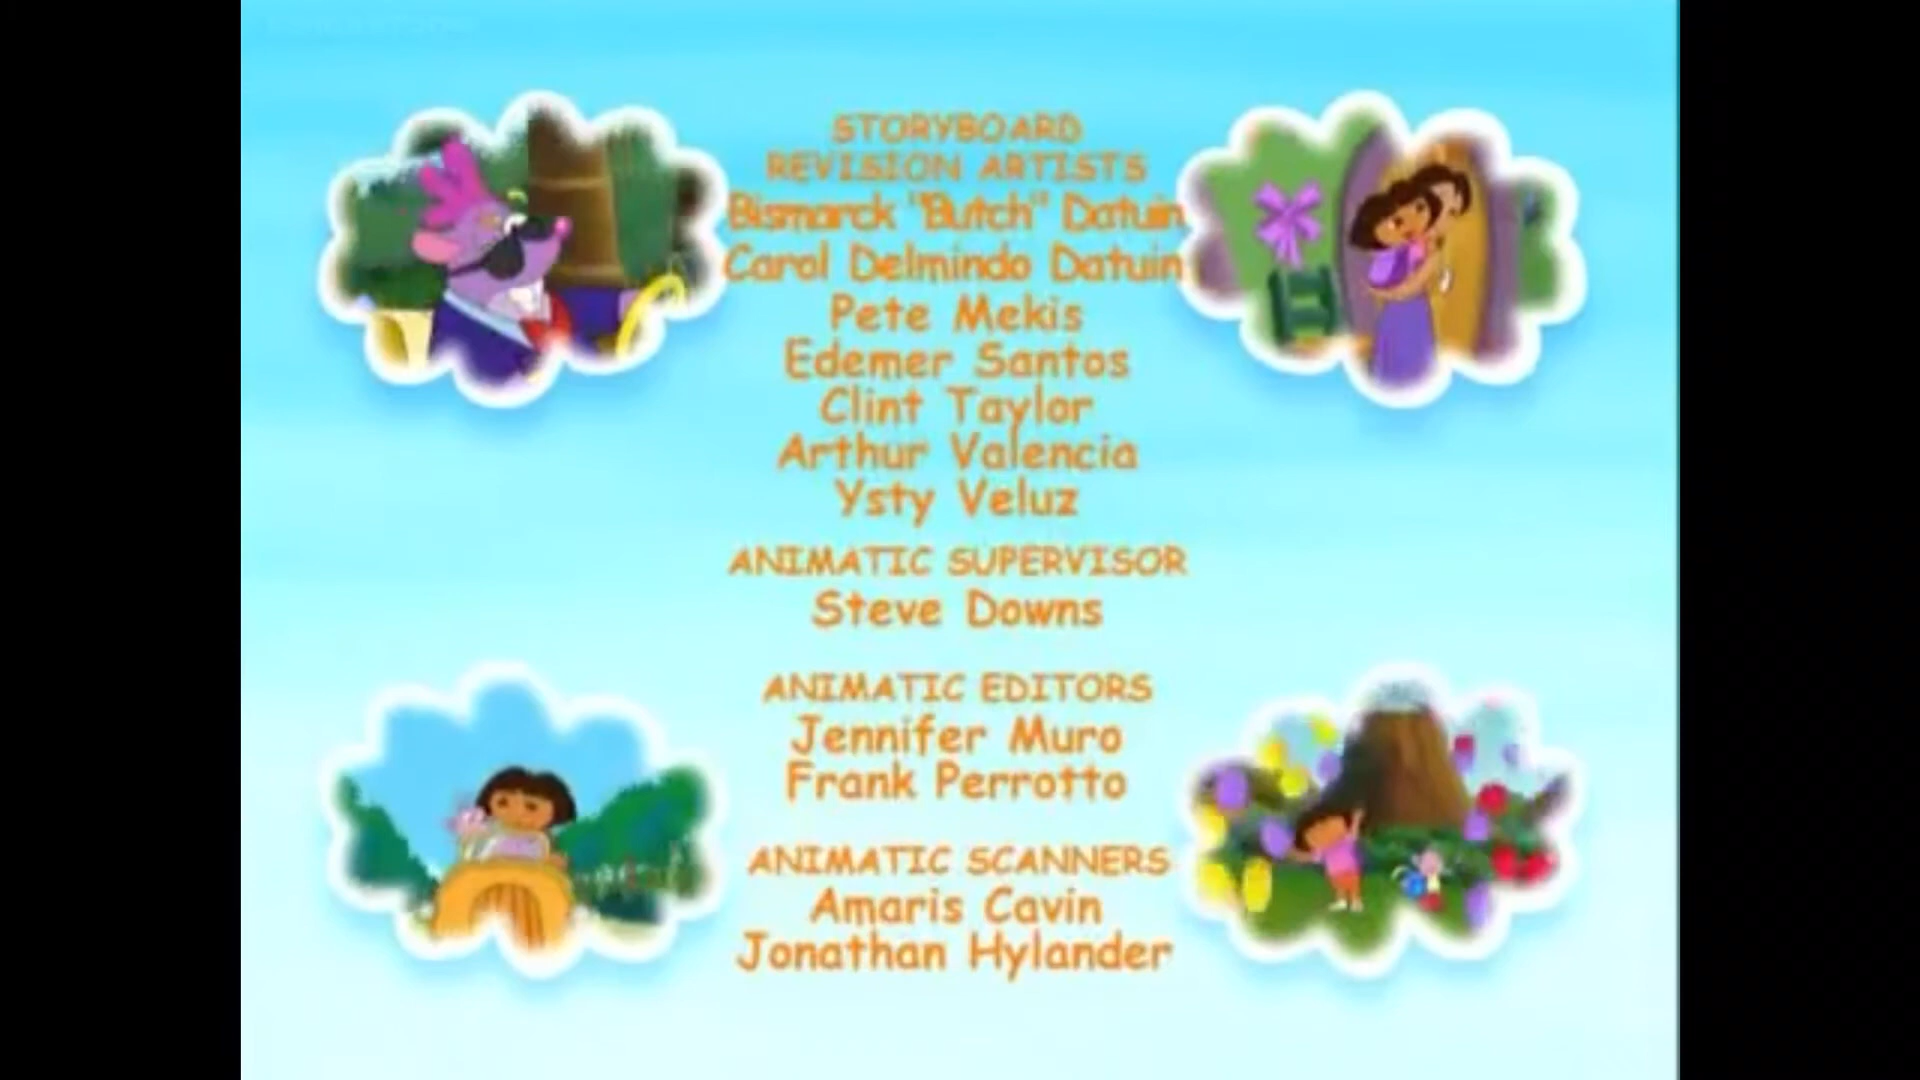 STORYBOARD
REVISION ARTISTS
Bismarck "Butch" Datuin
Carol Delmindo Datuin
Pete Mekis
Edemer Santos
Clint Taylor
Arthur Valencia
Ysty Veluz
ANIMATIC SUPERVISOR
Steve Downs
ANIMATIC EDITORS
Jennifer Muro
Frank Perrotto
ANIMATIC SCANNERS
Amaris Cavin
Jonathan Hylander